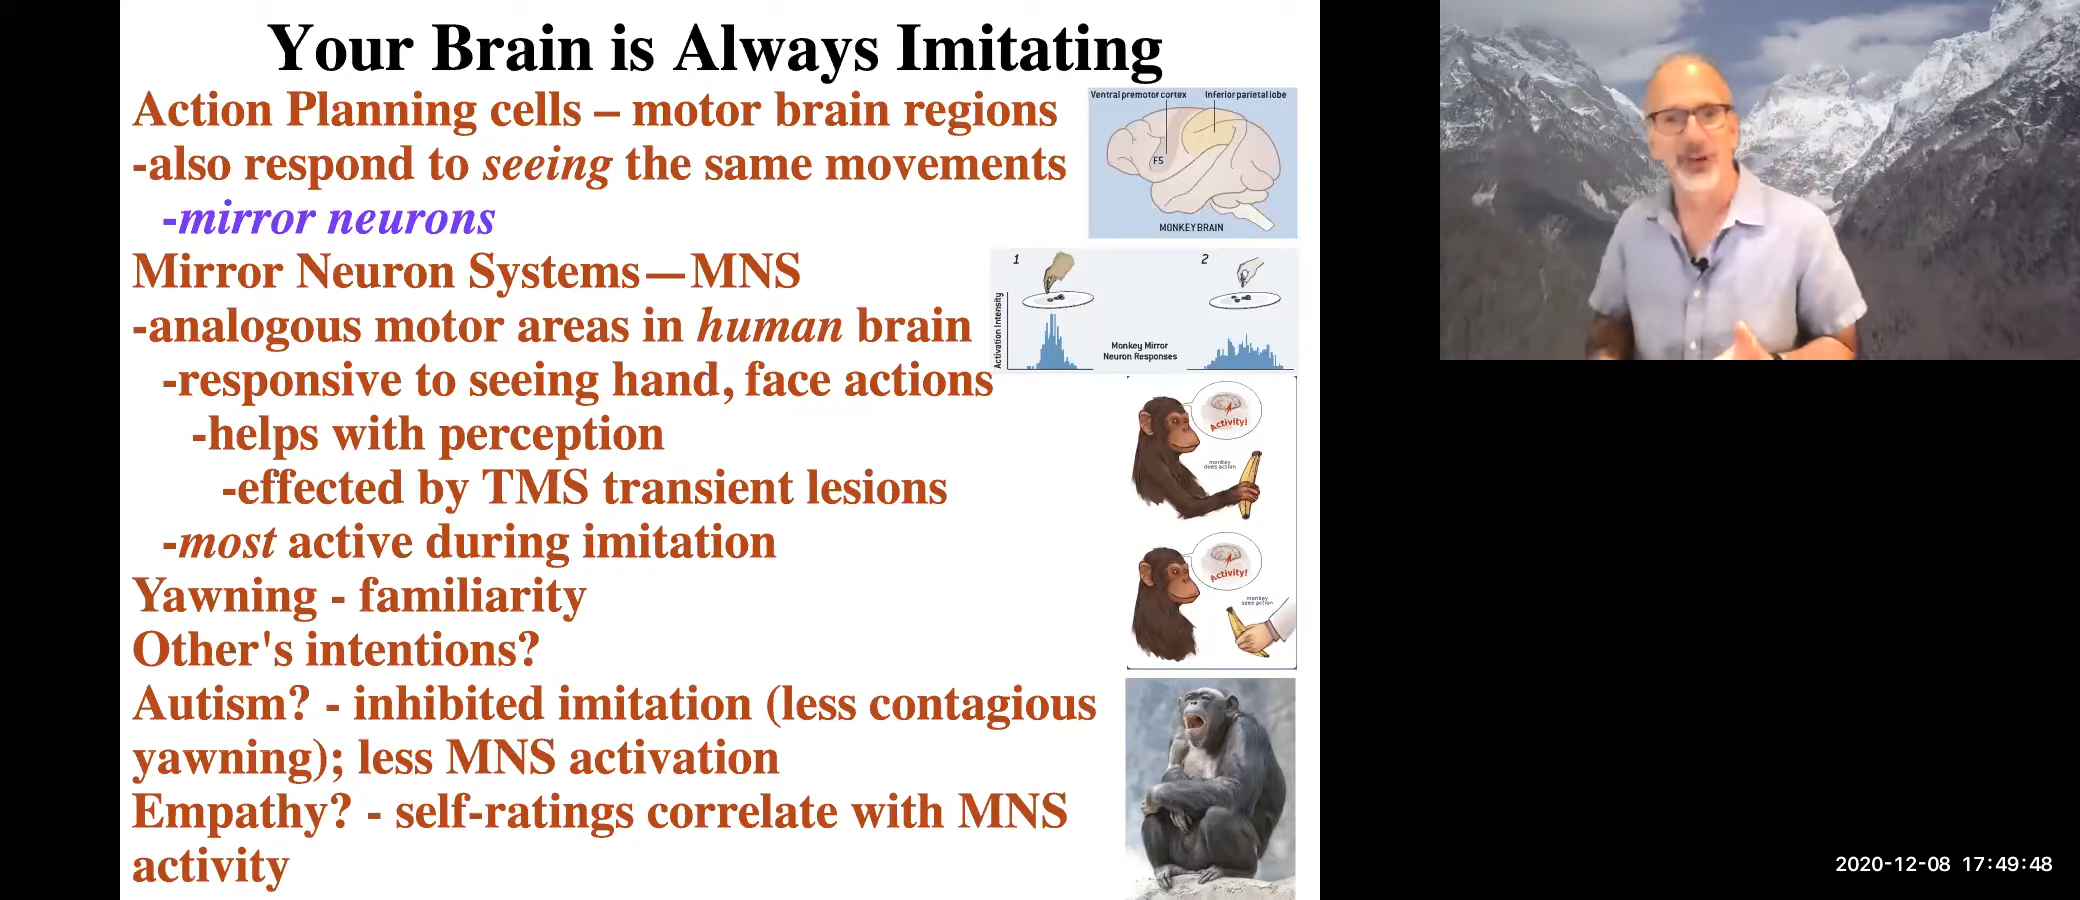 Your Brain is Always Imitating
Action Planning cells – motor brain regions
-also respond to seeing the same movements
-mirror neurons
Mirror Neuron Systems—MNS
-analogous motor areas in human brain
-responsive to seeing hand, face actions
-helps with perception
-effected by TMS transient lesions
-most active during imitation
Yawning - familiarity
Other's intentions?
Autism? - inhibited imitation (less contagious
yawning); less MNS activation
Empathy? - self-ratings correlate with MNS
activity
Ventral premotor cortex Inferior parietal lobe
F5
MONKEY BRAIN
1 2
Activation Intensity
Monkey Mirror
Neuron Responses
Activity!
monkey
does action
Activity!
monkey
sees action
2020-12-08 17:49:48